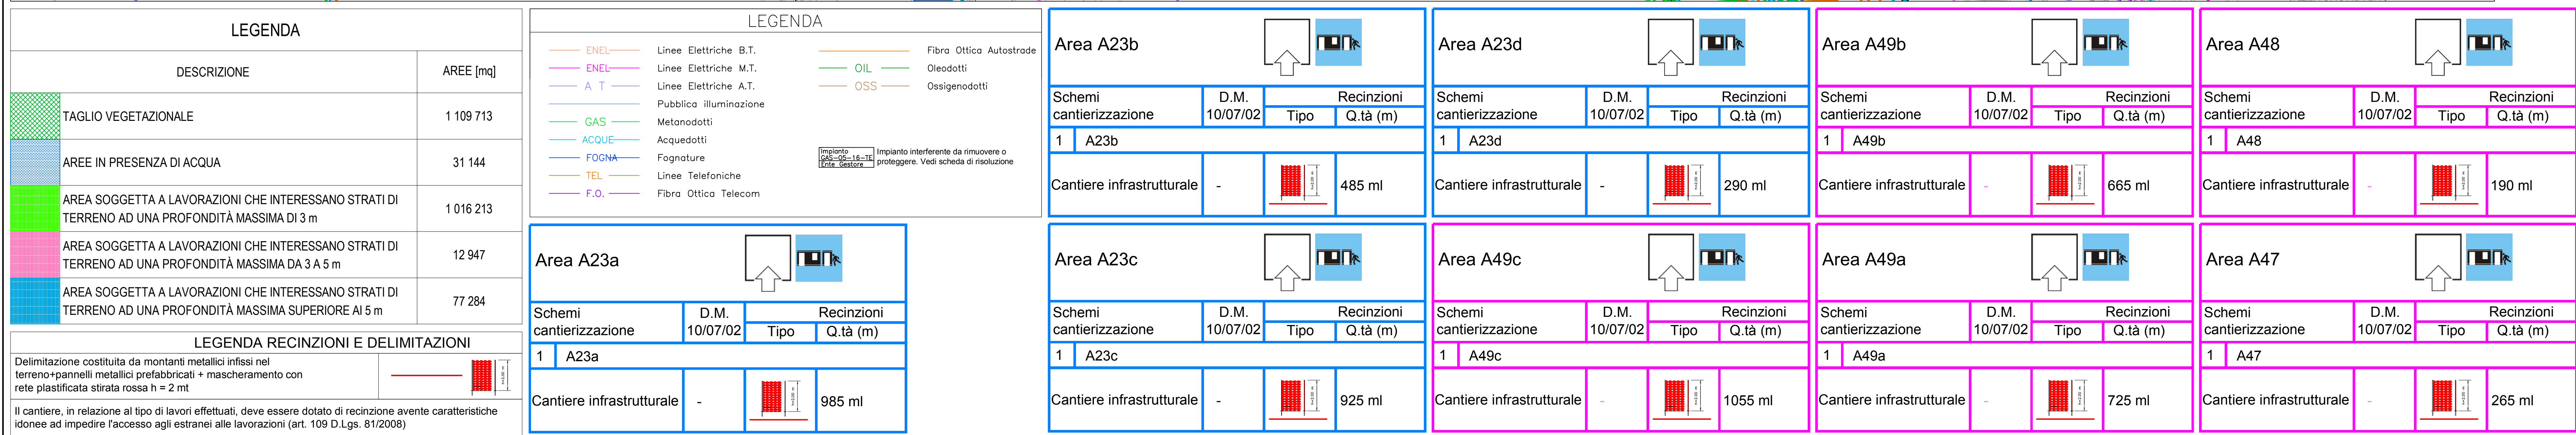 LEGENDA
DESCRIZIONE
AREE [mq]
TAGLIO VEGETAZIONALE
1 109 713
AREE IN PRESENZA DI ACQUA
31 144
AREA SOGGETTA A LAVORAZIONI CHE INTERESSANO STRATI DI
TERRENO AD UNA PROFONDITÀ MASSIMA DI 3 m
1 016 213
AREA SOGGETTA A LAVORAZIONI CHE INTERESSANO STRATI DI
TERRENO AD UNA PROFONDITÀ MASSIMA DA 3 A 5 m
12 947
AREA SOGGETTA A LAVORAZIONI CHE INTERESSANO STRATI DI
TERRENO AD UNA PROFONDITÀ MASSIMA SUPERIORE AI 5 m
77 284
LEGENDA RECINZIONI E DELIMITAZIONI
Delimitazione costituita da montanti metallici infissi nel
terreno+pannelli metallici prefabbricati + mascheramento con
rete plastificata stirata rossa h = 2 mt
Il cantiere, in relazione al tipo di lavori effettuati, deve essere dotato di recinzione avente caratteristiche
idonee ad impedire l'accesso agli estranei alle lavorazioni (art. 109 D.Lgs. 81/2008)
LEGENDA
ENEL Linee Elettriche B.T.
ENEL Linee Elettriche M.T.
A T Linee Elettriche A.T.
Pubblica illuminazione
GAS Metanodotti
ACQUE Acquedotti
FOGNA Fognature
TEL Linee Telefoniche
F.O. Fibra Ottica Telecom
Fibra Ottica Autostrade
OIL Oleodotti
OSS Ossigenodotti
Impianto
GAS-05-16-TE
Ente Gestore
Impianto interferente da rimuovere o
proteggere. Vedi scheda di risoluzione
Area A23a
Schemi
cantierizzazione
D.M.
10/07/02
Recinzioni
Tipo
Q.tà (m)
1 A23a
Cantiere infrastrutturale - 985 ml
Area A23b
Schemi
cantierizzazione
D.M.
10/07/02
Recinzioni
Tipo
Q.tà (m)
1 A23b
Cantiere infrastrutturale - 485 ml
Area A23d
Schemi
cantierizzazione
D.M.
10/07/02
Recinzioni
Tipo
Q.tà (m)
1 A23d
Cantiere infrastrutturale - 290 ml
Area A49b
Schemi
cantierizzazione
D.M.
10/07/02
Recinzioni
Tipo
Q.tà (m)
1 A49b
Cantiere infrastrutturale - 665 ml
Area A48
Schemi
cantierizzazione
D.M.
10/07/02
Recinzioni
Tipo
Q.tà (m)
1 A48
Cantiere infrastrutturale - 190 ml
Area A23c
Schemi
cantierizzazione
D.M.
10/07/02
Recinzioni
Tipo
Q.tà (m)
1 A23c
Cantiere infrastrutturale - 925 ml
Area A49c
Schemi
cantierizzazione
D.M.
10/07/02
Recinzioni
Tipo
Q.tà (m)
1 A49c
Cantiere infrastrutturale - 1055 ml
Area A49a
Schemi
cantierizzazione
D.M.
10/07/02
Recinzioni
Tipo
Q.tà (m)
1 A49a
Cantiere infrastrutturale - 725 ml
Area A47
Schemi
cantierizzazione
D.M.
10/07/02
Recinzioni
Tipo
Q.tà (m)
1 A47
Cantiere infrastrutturale - 265 ml